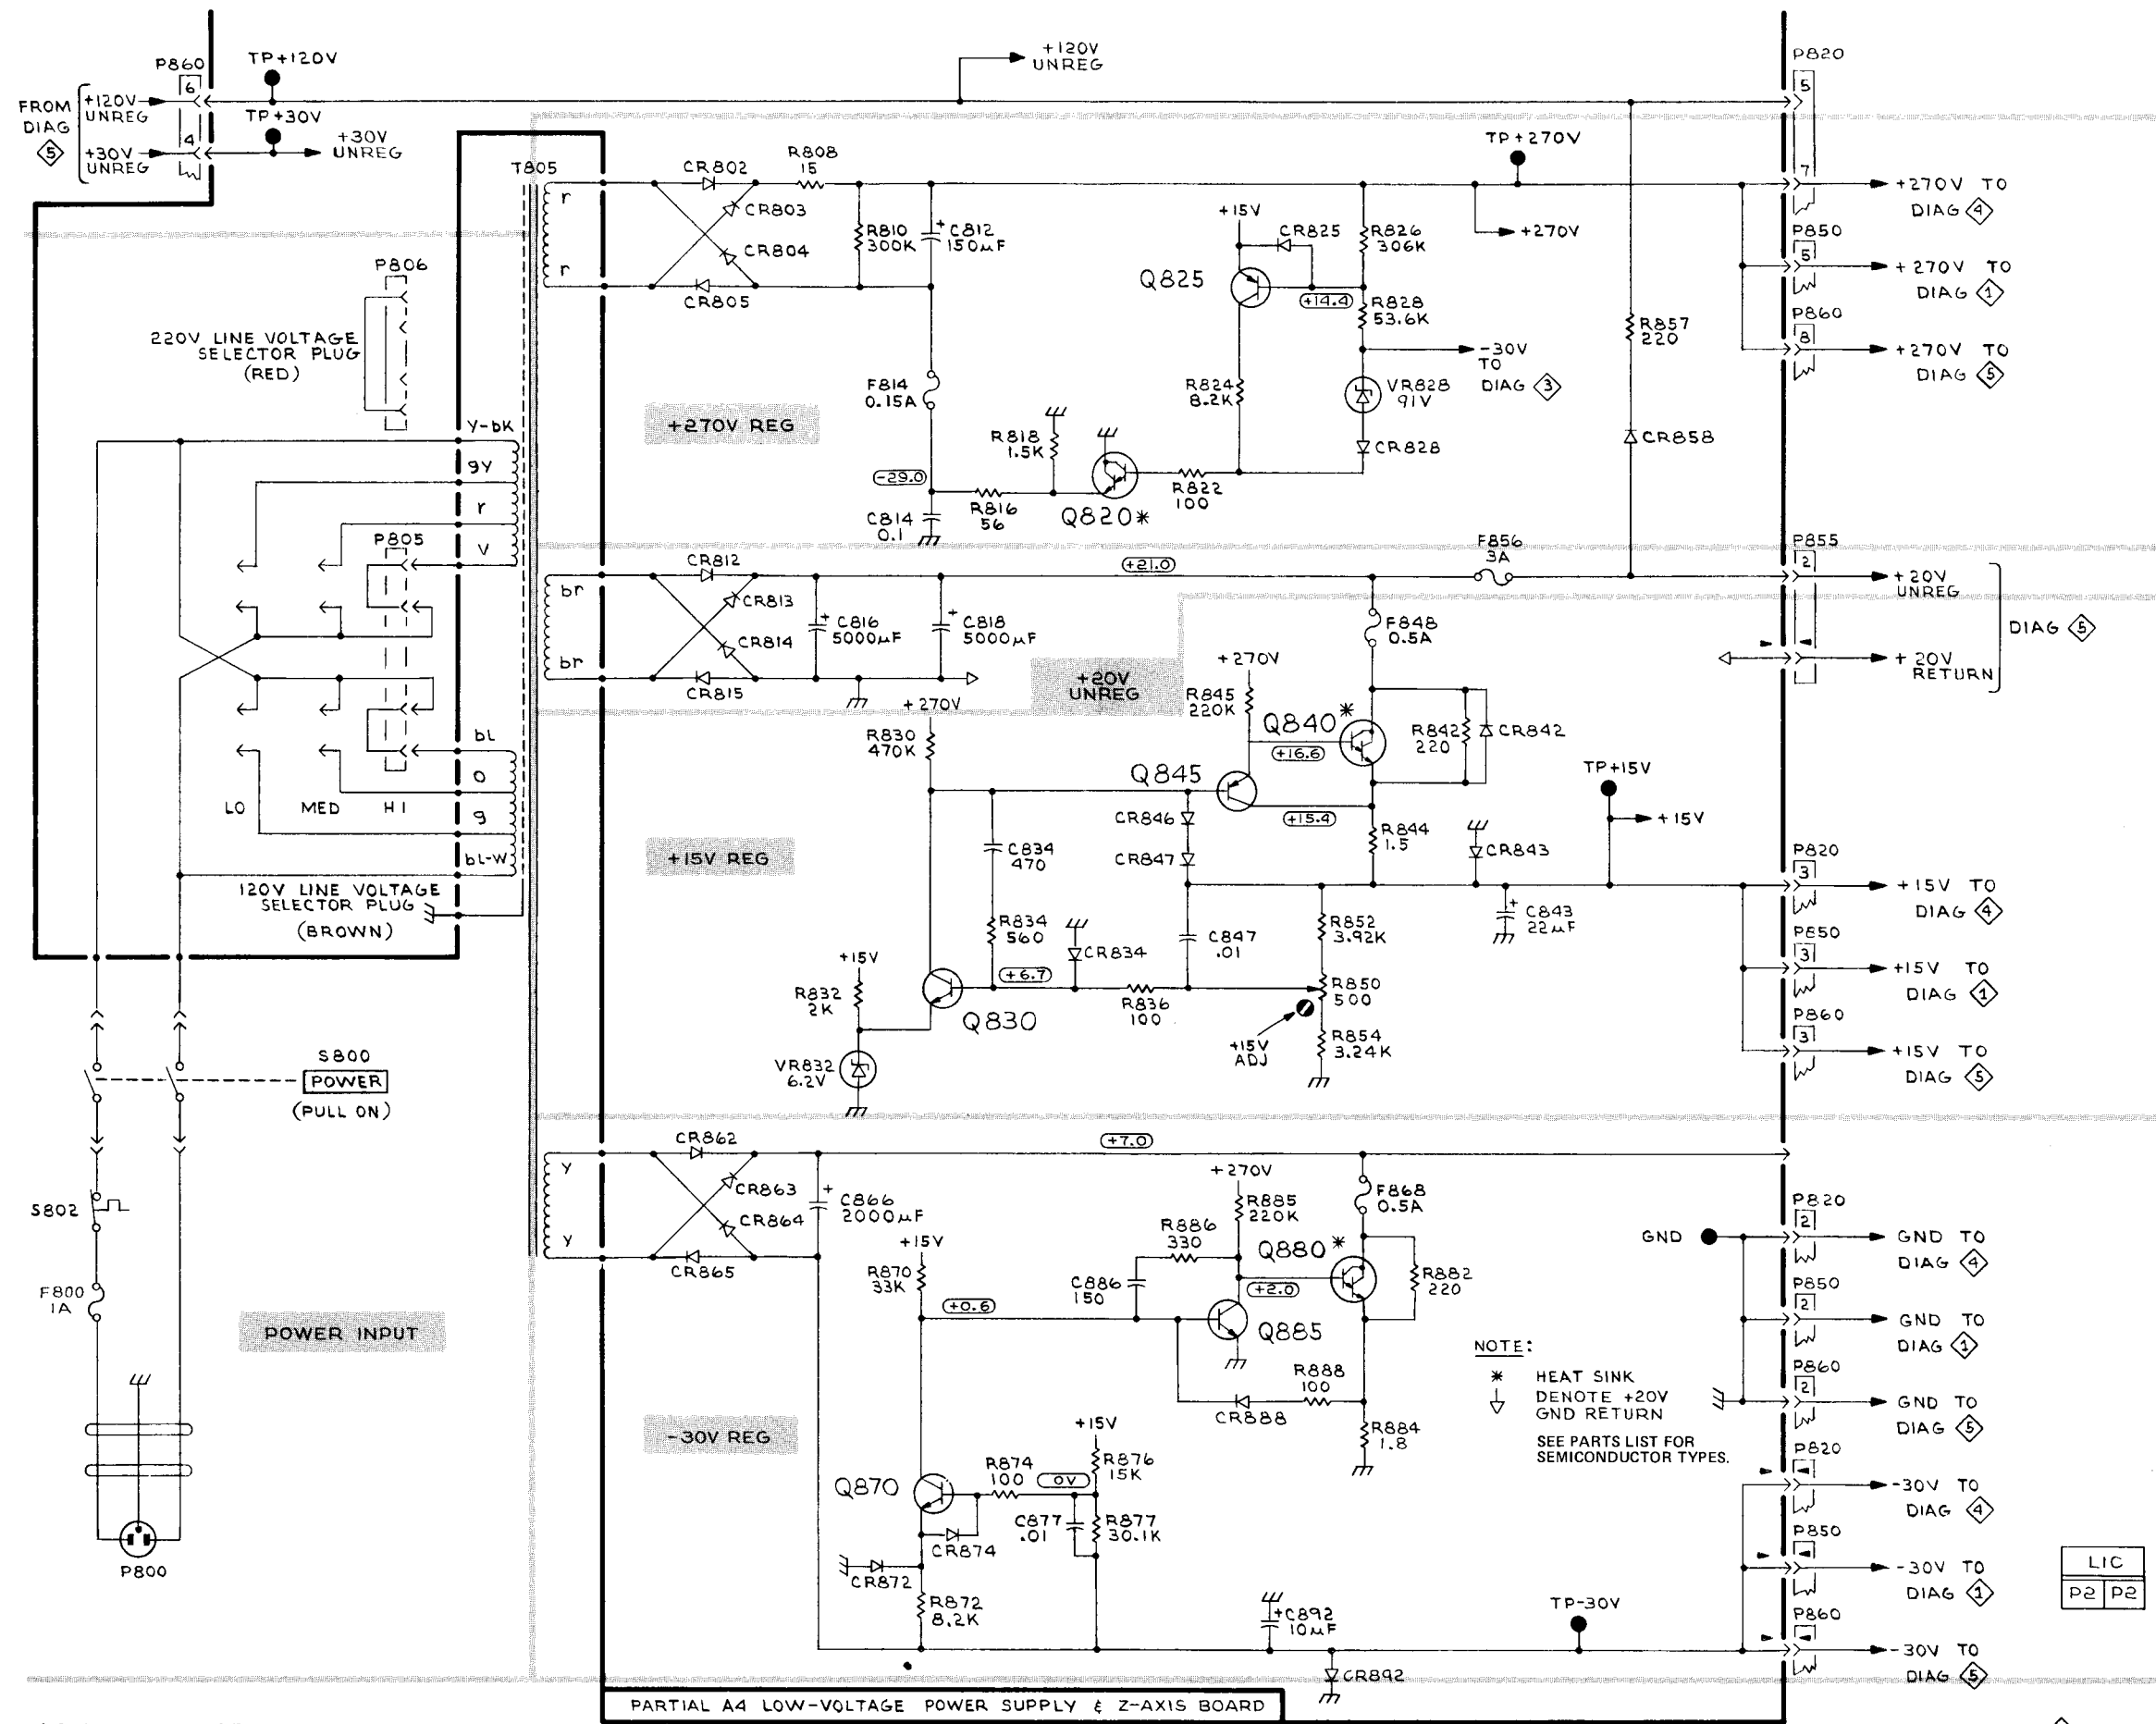 P860
TP+120V
+120V
UNREG
P820
FROM
DIAG
5
+120V
UNREG
6
5
TP+30V
+30V
UNREG
4
+30V
UNREG
T805
CR802
R808
15
TP+270V
7
+270V TO
DIAG 4
r
CR803
+15V
CR825
R826
306K
+270V
P850
5
+270V TO
DIAG 1
R810
300K
+
C812
150µF
r
CR804
CR805
Q825
+14.4
R828
53.6K
P860
8
+270V TO
DIAG 5
P806
220V LINE VOLTAGE
SELECTOR PLUG
(RED)
R857
220
-30V
TO
DIAG 3
F814
0.15A
R824
8.2K
VR828
91V
+270V REG
R818
1.5K
CR828
CR858
Y-bK
gY
r
V
-29.0
R822
100
R816
56
C814
0.1
Q820*
P805
F856
3A
P855
2
CR812
+21.0
+20V
UNREG
br
CR813
+
C816
5000µF
+
C818
5000µF
CR814
br
CR815
F848
0.5A
DIAG 5
+20V
RETURN
+20V
UNREG
+270V
R845
220K
Q840*
+16.6
R842
220
CR842
+270V
R830
470K
bL
O
g
bL-W
LO MED HI
Q845
TP+15V
+15V
CR846
+15.4
R844
1.5
CR843
+15V REG
C834
470
CR847
P820
3
+15V TO
DIAG 4
120V LINE VOLTAGE
SELECTOR PLUG
(BROWN)
R834
560
CR834
C847
.01
R852
3.92K
+
C843
22µF
P850
3
+15V TO
DIAG 1
+15V
R832
2K
+6.7
Q830
R836
100
R850
500
+15V
ADJ
R854
3.24K
P860
3
+15V TO
DIAG 5
VR832
6.2V
S800
POWER
(PULL ON)
CR862
+7.0
y
CR863
+
C866
2000µF
CR864
y
CR865
+270V
R885
220K
F868
0.5A
S802
P820
2
GND
GND TO
DIAG 4
+15V
R870
33K
R886
330
Q880*
C886
150
+2.0
R882
220
F800
1A
P850
2
GND TO
DIAG 1
+0.6
Q885
POWER INPUT
NOTE:
* HEAT SINK
DENOTE +20V
GND RETURN
SEE PARTS LIST FOR
SEMICONDUCTOR TYPES.
P860
2
GND TO
DIAG 5
R888
100
CR888
-30V REG
+15V
R884
1.8
P820
-30V TO
DIAG 4
R874
100
0V
R876
15K
Q870
C877
.01
R877
30.1K
CR874
P850
-30V TO
DIAG 1
LIC
P2 P2
P800
CR872
R872
8.2K
+C892
10µF
TP-30V
P860
-30V TO
DIAG 5
CR892
PARTIAL A4 LOW-VOLTAGE POWER SUPPLY & Z-AXIS BOARD